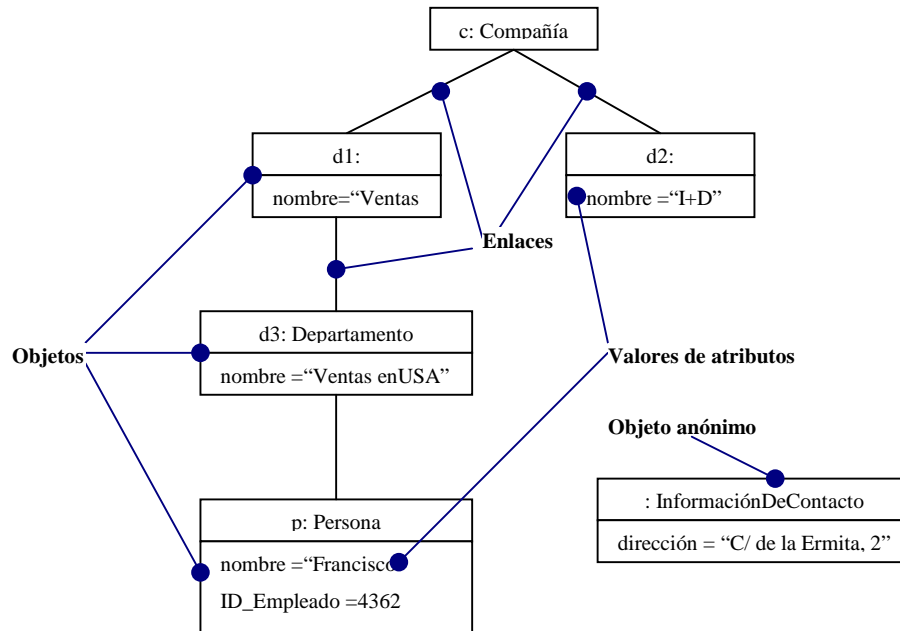 c: Compañía
d1:
nombre=“Ventas
d2:
nombre =“I+D”
Enlaces
d3: Departamento
nombre =“Ventas enUSA”
Objetos
Valores de atributos
Objeto anónimo
: InformaciónDeContacto
dirección = “C/ de la Ermita, 2”
p: Persona
nombre =“Francisco
ID_Empleado =4362